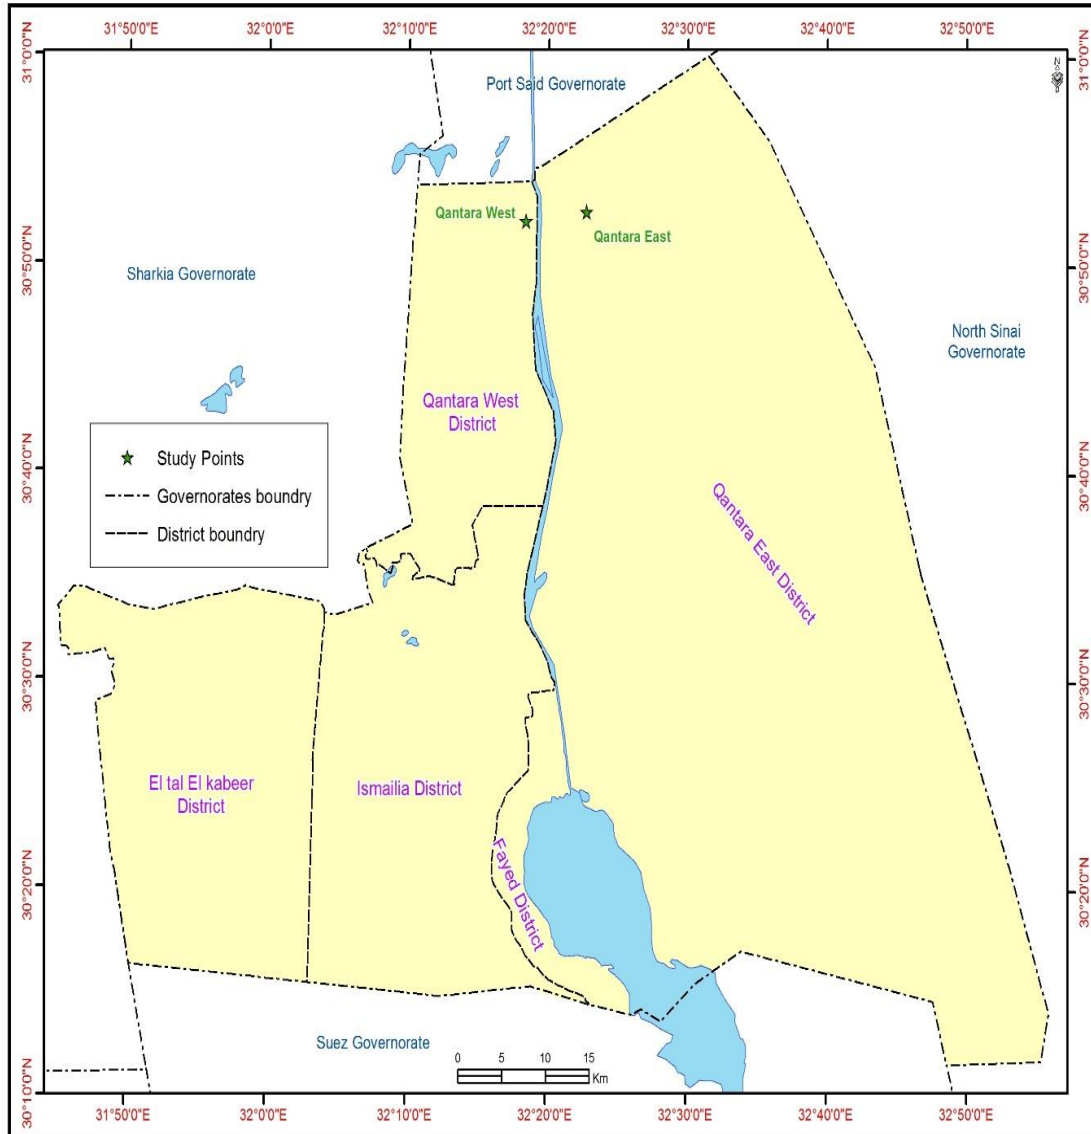 31°50'0"E
32°0'0"E
32°10'0"E
32°20'0"E
32°30'0"E
32°40'0"E
32°50'0"E
31°0'0"N
31°0'0"N
N
Port Said Governorate
Qantara West
Qantara East
30°50'0"N
30°50'0"N
Sharkia Governorate
North Sinai
Governorate
Qantara West
District
Study Points
Governorates boundry
District boundry
30°40'0"N
30°40'0"N
Qantara East District
30°30'0"N
30°30'0"N
El tal El kabeer
District
Ismailia District
Fayed District
30°20'0"N
30°20'0"N
Suez Governorate
0 5 10 15
Km
30°10'0"N
30°10'0"N
31°50'0"E
32°0'0"E
32°10'0"E
32°20'0"E
32°30'0"E
32°40'0"E
32°50'0"E